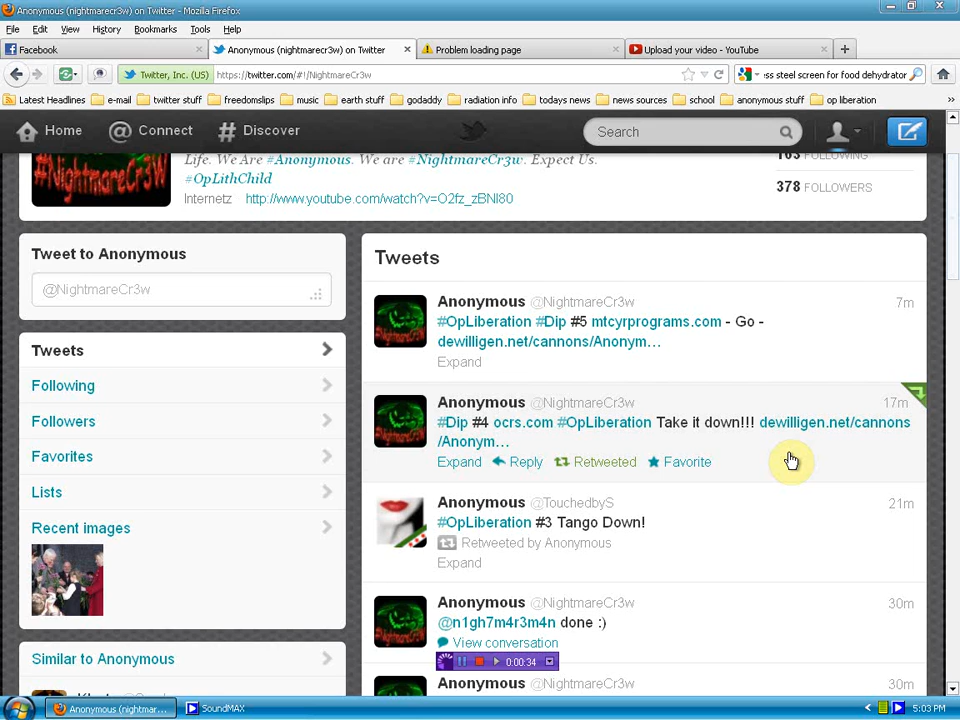 Anonymous (nightmarecr3w) on Twitter - Mozilla Firefox
File Edit View History Bookmarks Tools Help
Facebook Anonymous (nightmarecr3w) on Twitter Problem loading page Upload your video - YouTube
Twitter, Inc. (US) https://twitter.com/#!/NightmareCr3w ess steel screen for food dehydrator
Latest Headlines e-mail twitter stuff freedomslips music earth stuff godaddy radiation info todays news news sources school anonymous stuff op liberation
Home Connect Discover Search
Life. We Are #Anonymous. We are #NightmareCr3w. Expect Us.
#OpLithChild
Internetz http://www.youtube.com/watch?v=O2fz_zBNI80
#NightmareCr3W
FOLLOWING
378 FOLLOWERS
Tweet to Anonymous
@NightmareCr3w
Tweets
Following
Followers
Favorites
Lists
Recent images
Similar to Anonymous
Tweets
Anonymous @NightmareCr3w 7m
#OpLiberation #Dip #5 mtcyrprograms.com - Go -
dewilligen.net/cannons/Anonym…
Expand
Anonymous @NightmareCr3w 17m
#Dip #4 ocrs.com #OpLiberation Take it down!!! dewilligen.net/cannons
/Anonym…
Expand Reply Retweeted Favorite
Anonymous @TouchedbyS 21m
#OpLiberation #3 Tango Down!
Retweeted by Anonymous
Expand
Anonymous @NightmareCr3w 30m
@n1gh7m4r3m4n done :)
View conversation
0:00:34
Anonymous @NightmareCr3w 30m
Anonymous (nightmar... SoundMAX 5:03 PM